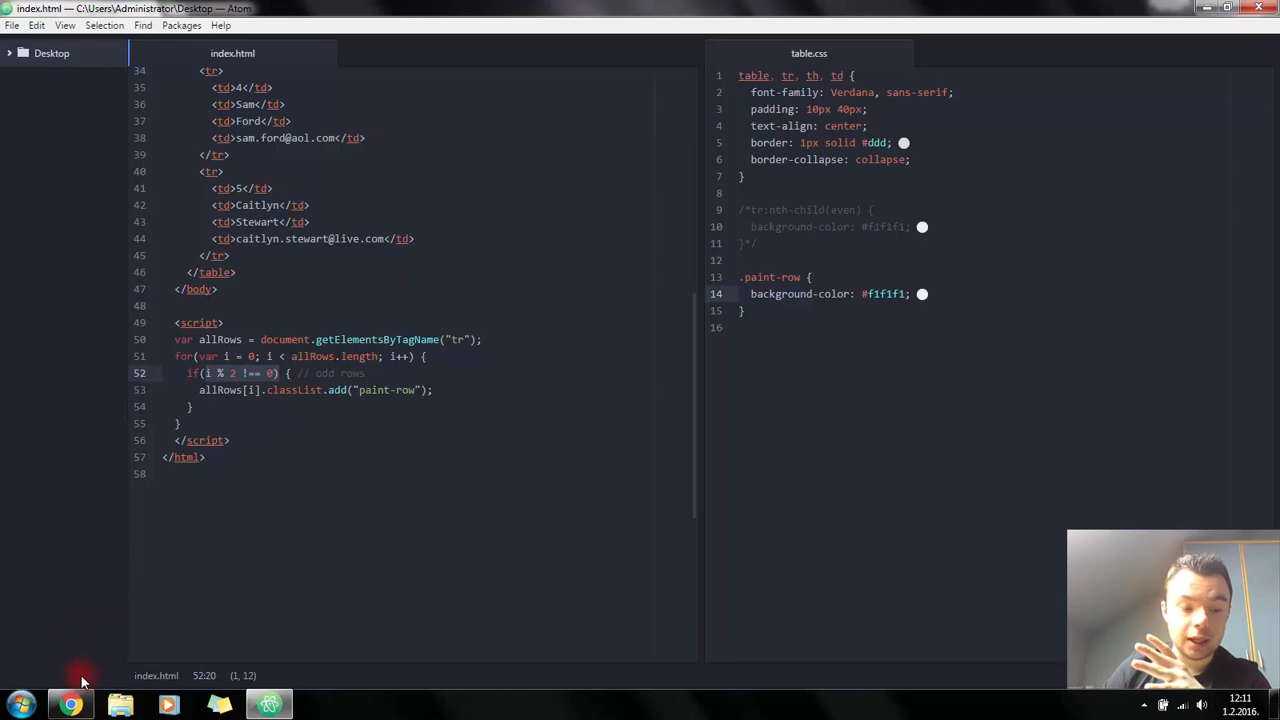 index.html — C:\Users\Administrator\Desktop — Atom
File Edit View Selection Find Packages Help
Desktop
index.html
34 <tr>
35 <td>4</td>
36 <td>Sam</td>
37 <td>Ford</td>
38 <td>sam.ford@aol.com</td>
39 </tr>
40 <tr>
41 <td>5</td>
42 <td>Caitlyn</td>
43 <td>Stewart</td>
44 <td>caitlyn.stewart@live.com</td>
45 </tr>
46 </table>
47 </body>
48
49 <script>
50 var allRows = document.getElementsByTagName("tr");
51 for(var i = 0; i < allRows.length; i++) {
52 if(i % 2 !== 0) { // odd rows
53 allRows[i].classList.add("paint-row");
54 }
55 }
56 </script>
57 </html>
58
table.css
1 table, tr, th, td {
2 font-family: Verdana, sans-serif;
3 padding: 10px 40px;
4 text-align: center;
5 border: 1px solid #ddd;
6 border-collapse: collapse;
7 }
8
9 /*tr:nth-child(even) {
10 background-color: #f1f1f1;
11 }*/
12
13 .paint-row {
14 background-color: #f1f1f1;
15 }
16
index.html 52:20 (1, 12)
12:11
1.2.2016.